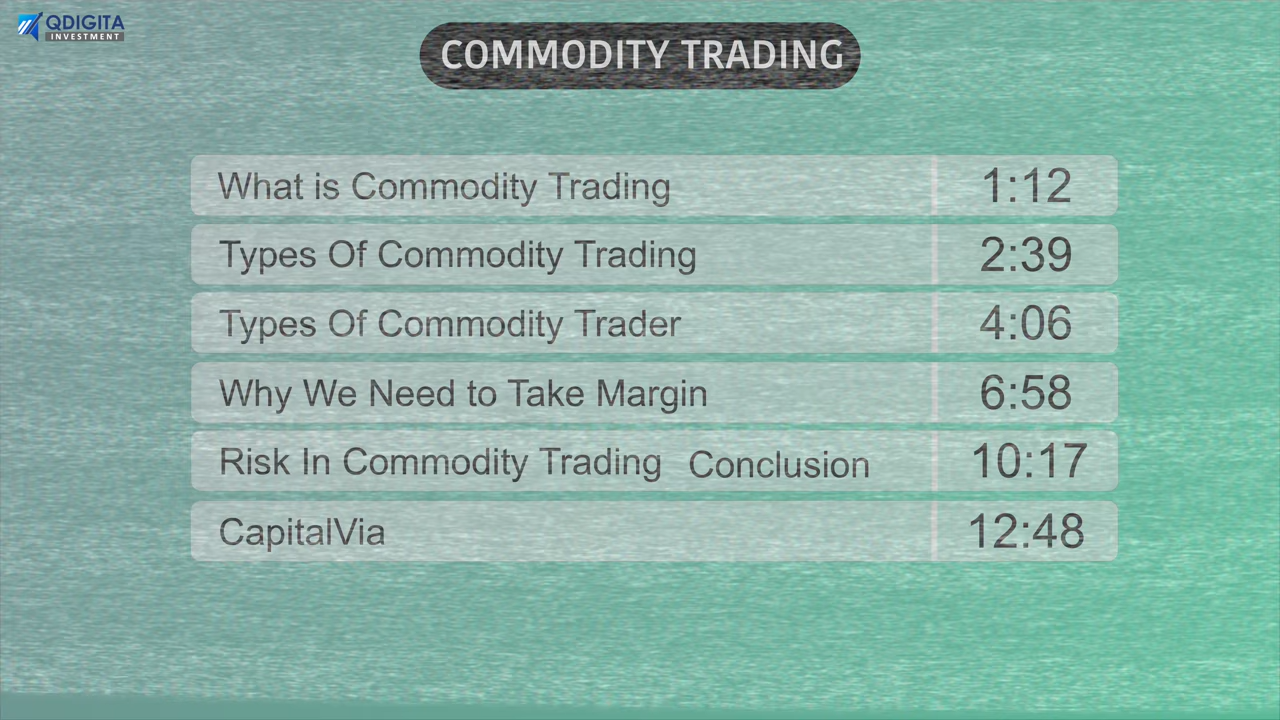 QDIGITA
INVESTMENT
COMMODITY TRADING
What is Commodity Trading 1:12
Types Of Commodity Trading 2:39
Types Of Commodity Trader 4:06
Why We Need to Take Margin 6:58
Risk In Commodity Trading Conclusion 10:17
CapitalVia 12:48